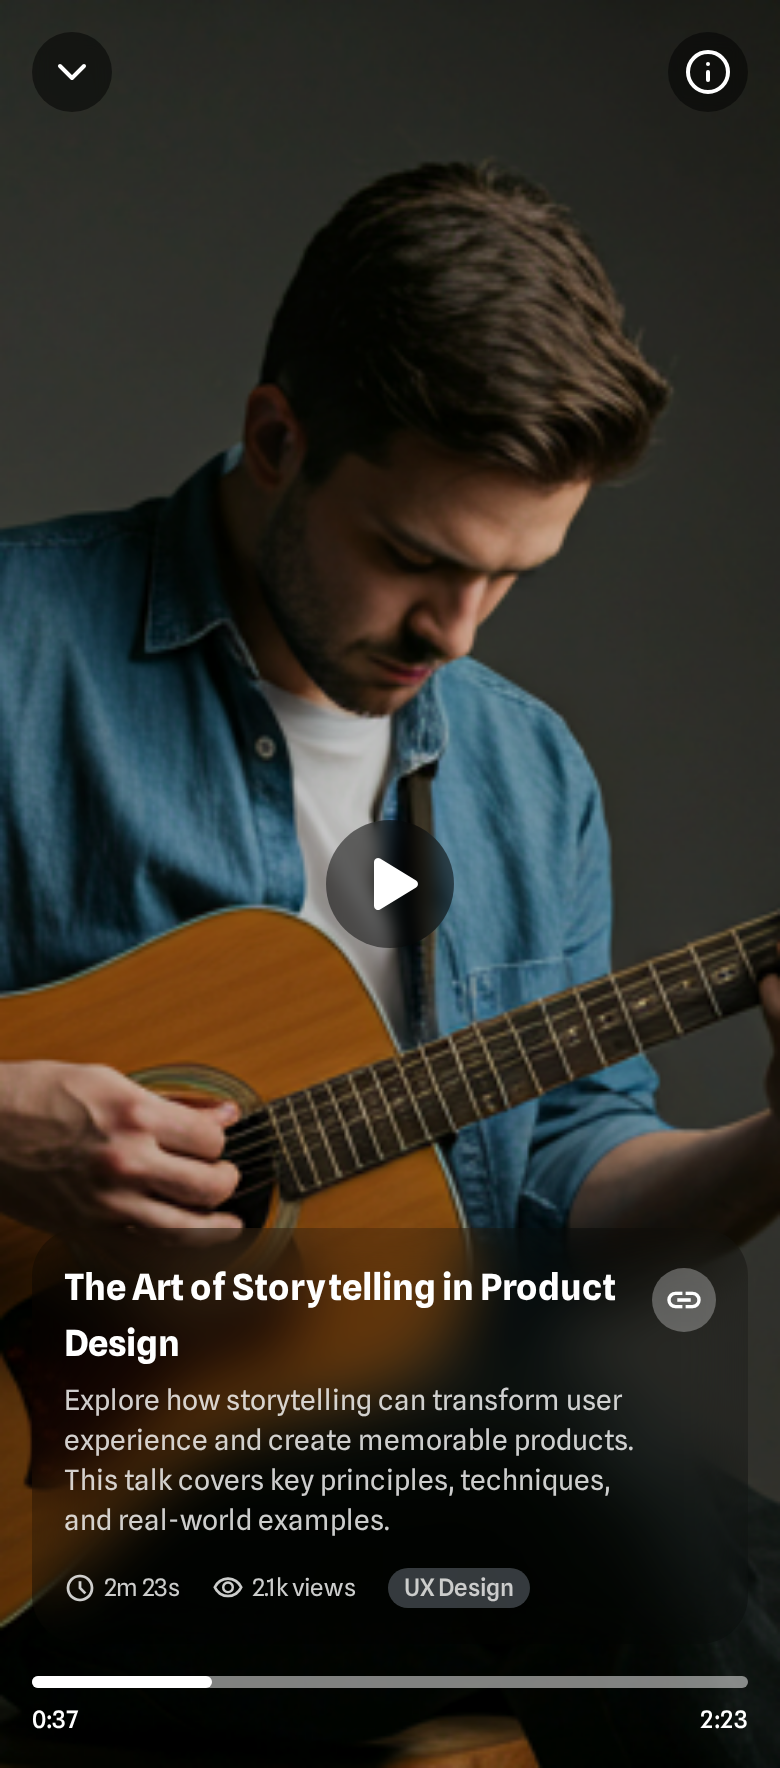 The Art of Storytelling in Product
Design
Explore how storytelling can transform user
experience and create memorable products.
This talk covers key principles, techniques,
and real-world examples.
2m 23s 2.1k views UX Design
0:37 2:23